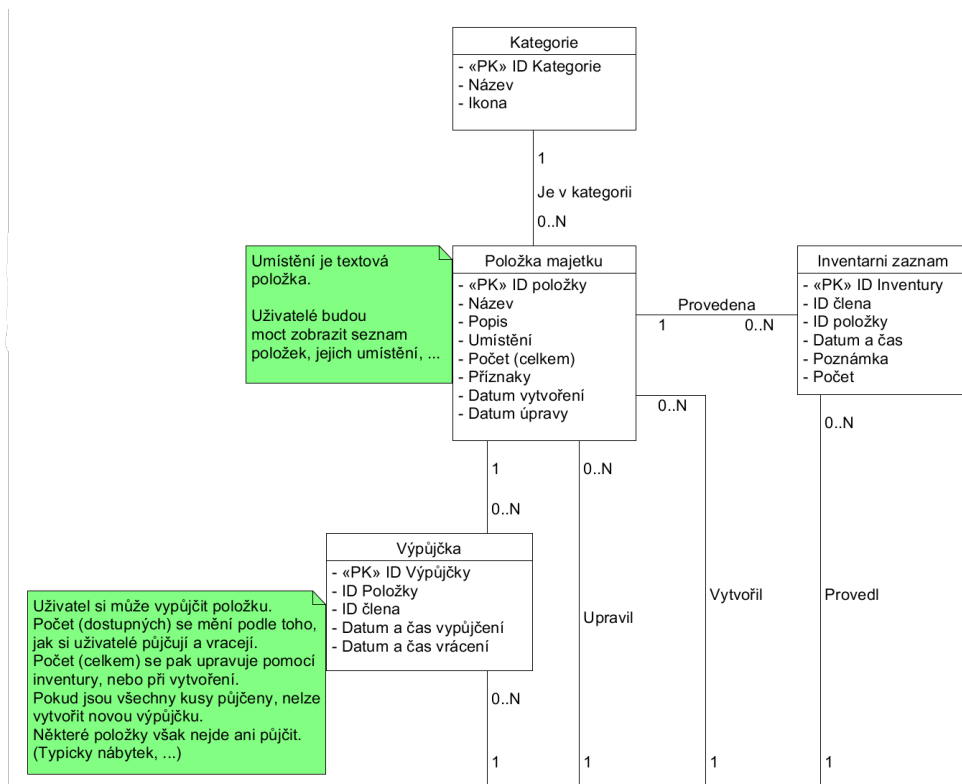 Kategorie
- «PK» ID Kategorie
- Název
- Ikona
1
Je v kategorii
0..N
Umístění je textová
položka.
Uživatelé budou
moct zobrazit seznam
položek, jejich umístění, ...
Položka majetku
- «PK» ID položky
- Název
- Popis
- Umístění
- Počet (celkem)
- Příznaky
- Datum vytvoření
- Datum úpravy
Provedena
1
0..N
Inventarni zaznam
- «PK» ID Inventury
- ID člena
- ID položky
- Datum a čas
- Poznámka
- Počet
0..N
0..N
1
0..N
0..N
Výpůjčka
- «PK» ID Výpůjčky
- ID Položky
- ID člena
- Datum a čas vypůjčení
- Datum a čas vrácení
Uživatel si může vypůjčit položku.
Počet (dostupných) se mění podle toho,
jak si uživatelé půjčují a vracejí.
Počet (celkem) se pak upravuje pomocí
inventury, nebo při vytvoření.
Pokud jsou všechny kusy půjčeny, nelze
vytvořit novou výpůjčku.
Některé položky však nejde ani půjčit.
(Typicky nábytek, ...)
Upravil
Vytvořil
Provedl
0..N
1
1
1
1